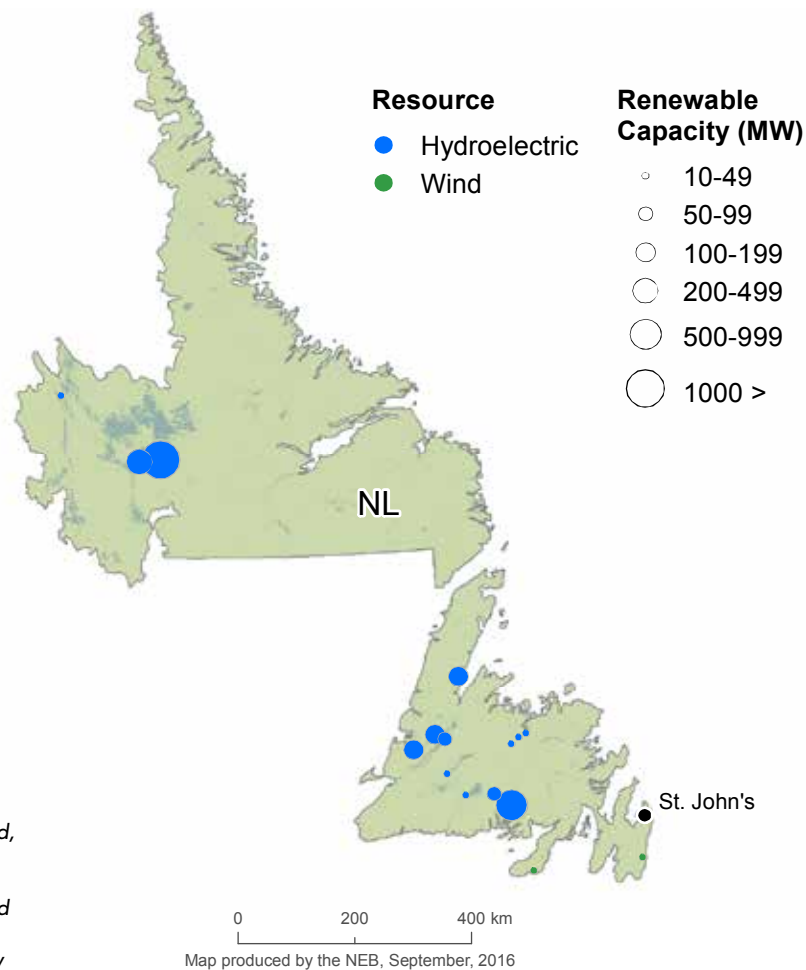 Resource
Hydroelectric
Wind
Renewable
Capacity (MW)
10-49
50-99
100-199
200-499
500-999
1000 >
NL
St. John's
d,
d
0 200 400 km
Map produced by the NEB, September, 2016